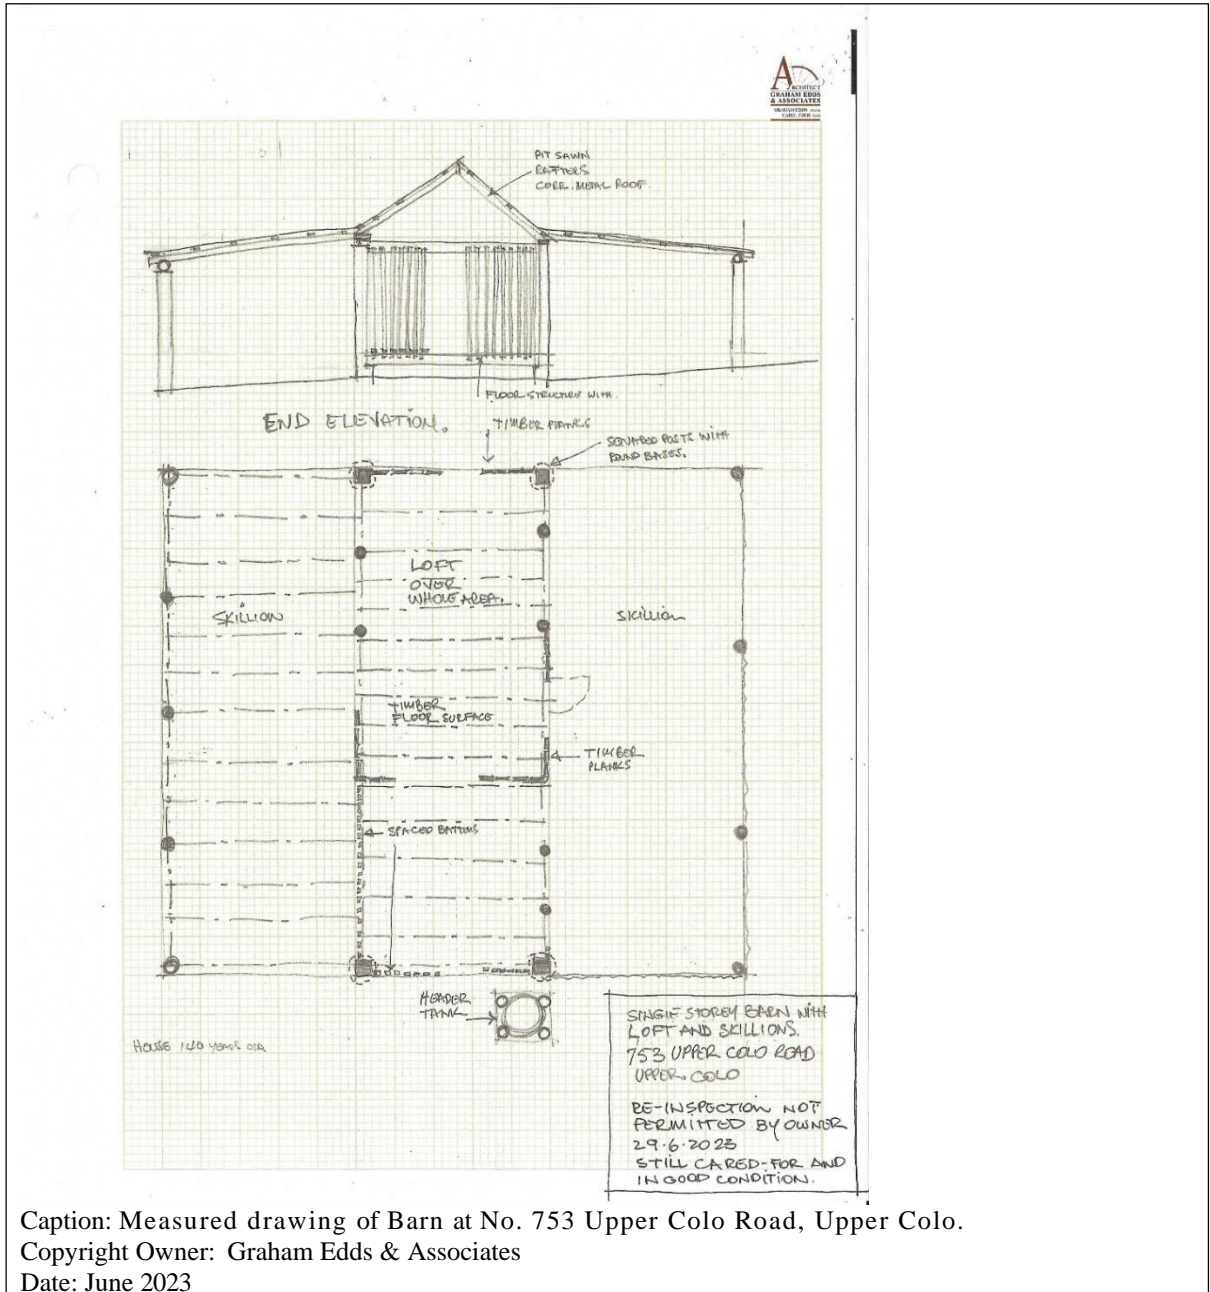 ARCHITECT
GRAHAM EDDS
& ASSOCIATES
PIT SAWN
RAFTERS
CORR. METAL ROOF.
FLOOR STRUCTURE WITH
END ELEVATION.
TIMBER PLANKS
SQUARED POSTS WITH
ROUND BASES.
LOFT
OVER
WHOLE AREA.
SKILLION
SKILLION
TIMBER
FLOOR SURFACE
TIMBER
PLANKS
SPACED BATTENS
HEADER
TANK
HOUSE 140 YEARS OLD
SINGLE STOREY BARN WITH
LOFT AND SKILLIONS.
753 UPPER COLO ROAD
UPPER COLO
RE-INSPECTION NOT
PERMITTED BY OWNER
29.6.2023
STILL CARED-FOR AND
IN GOOD CONDITION.
Caption: Measured drawing of Barn at No. 753 Upper Colo Road, Upper Colo.
Copyright Owner: Graham Edds & Associates
Date: June 2023